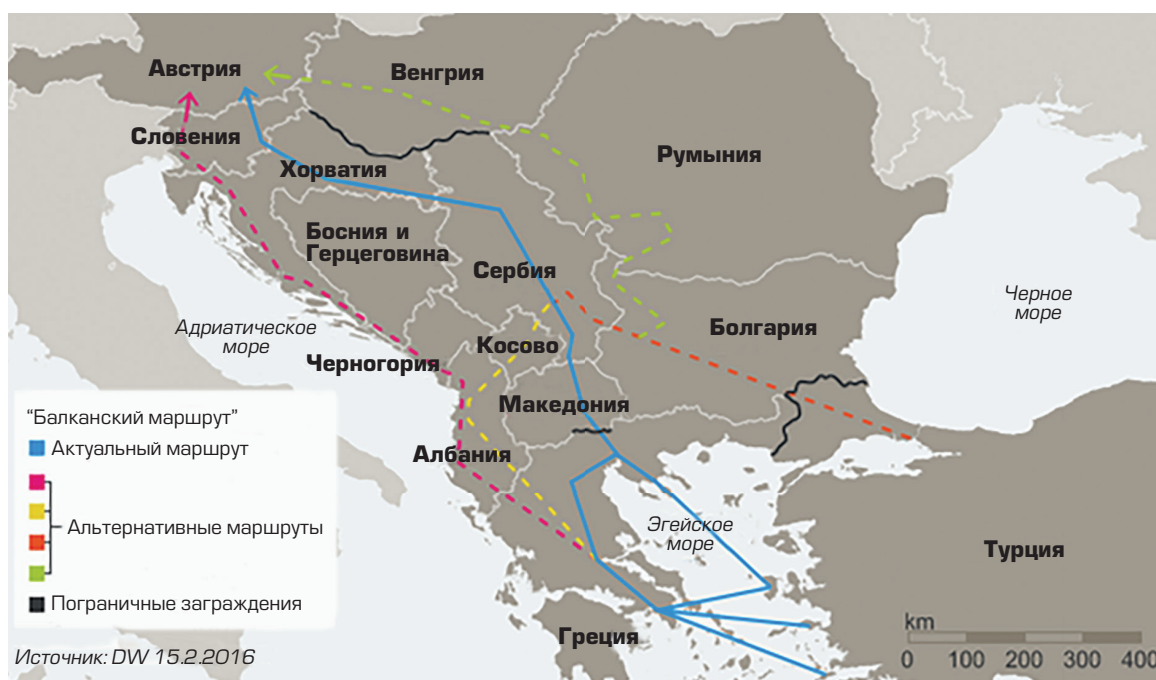 Австрия
Венгрия
Словения
Хорватия
Румыния
Босния и
Герцеговина
Сербия
Черное
море
Адриатическое
море
Болгария
Косово
Черногория
Македония
“Балканский маршрут”
Актуальный маршрут
Албания
Альтернативные маршруты
Эгейское
море
Турция
Пограничные заграждения
Греция
km
0 100 200 300 400
Источник: DW 15.2.2016